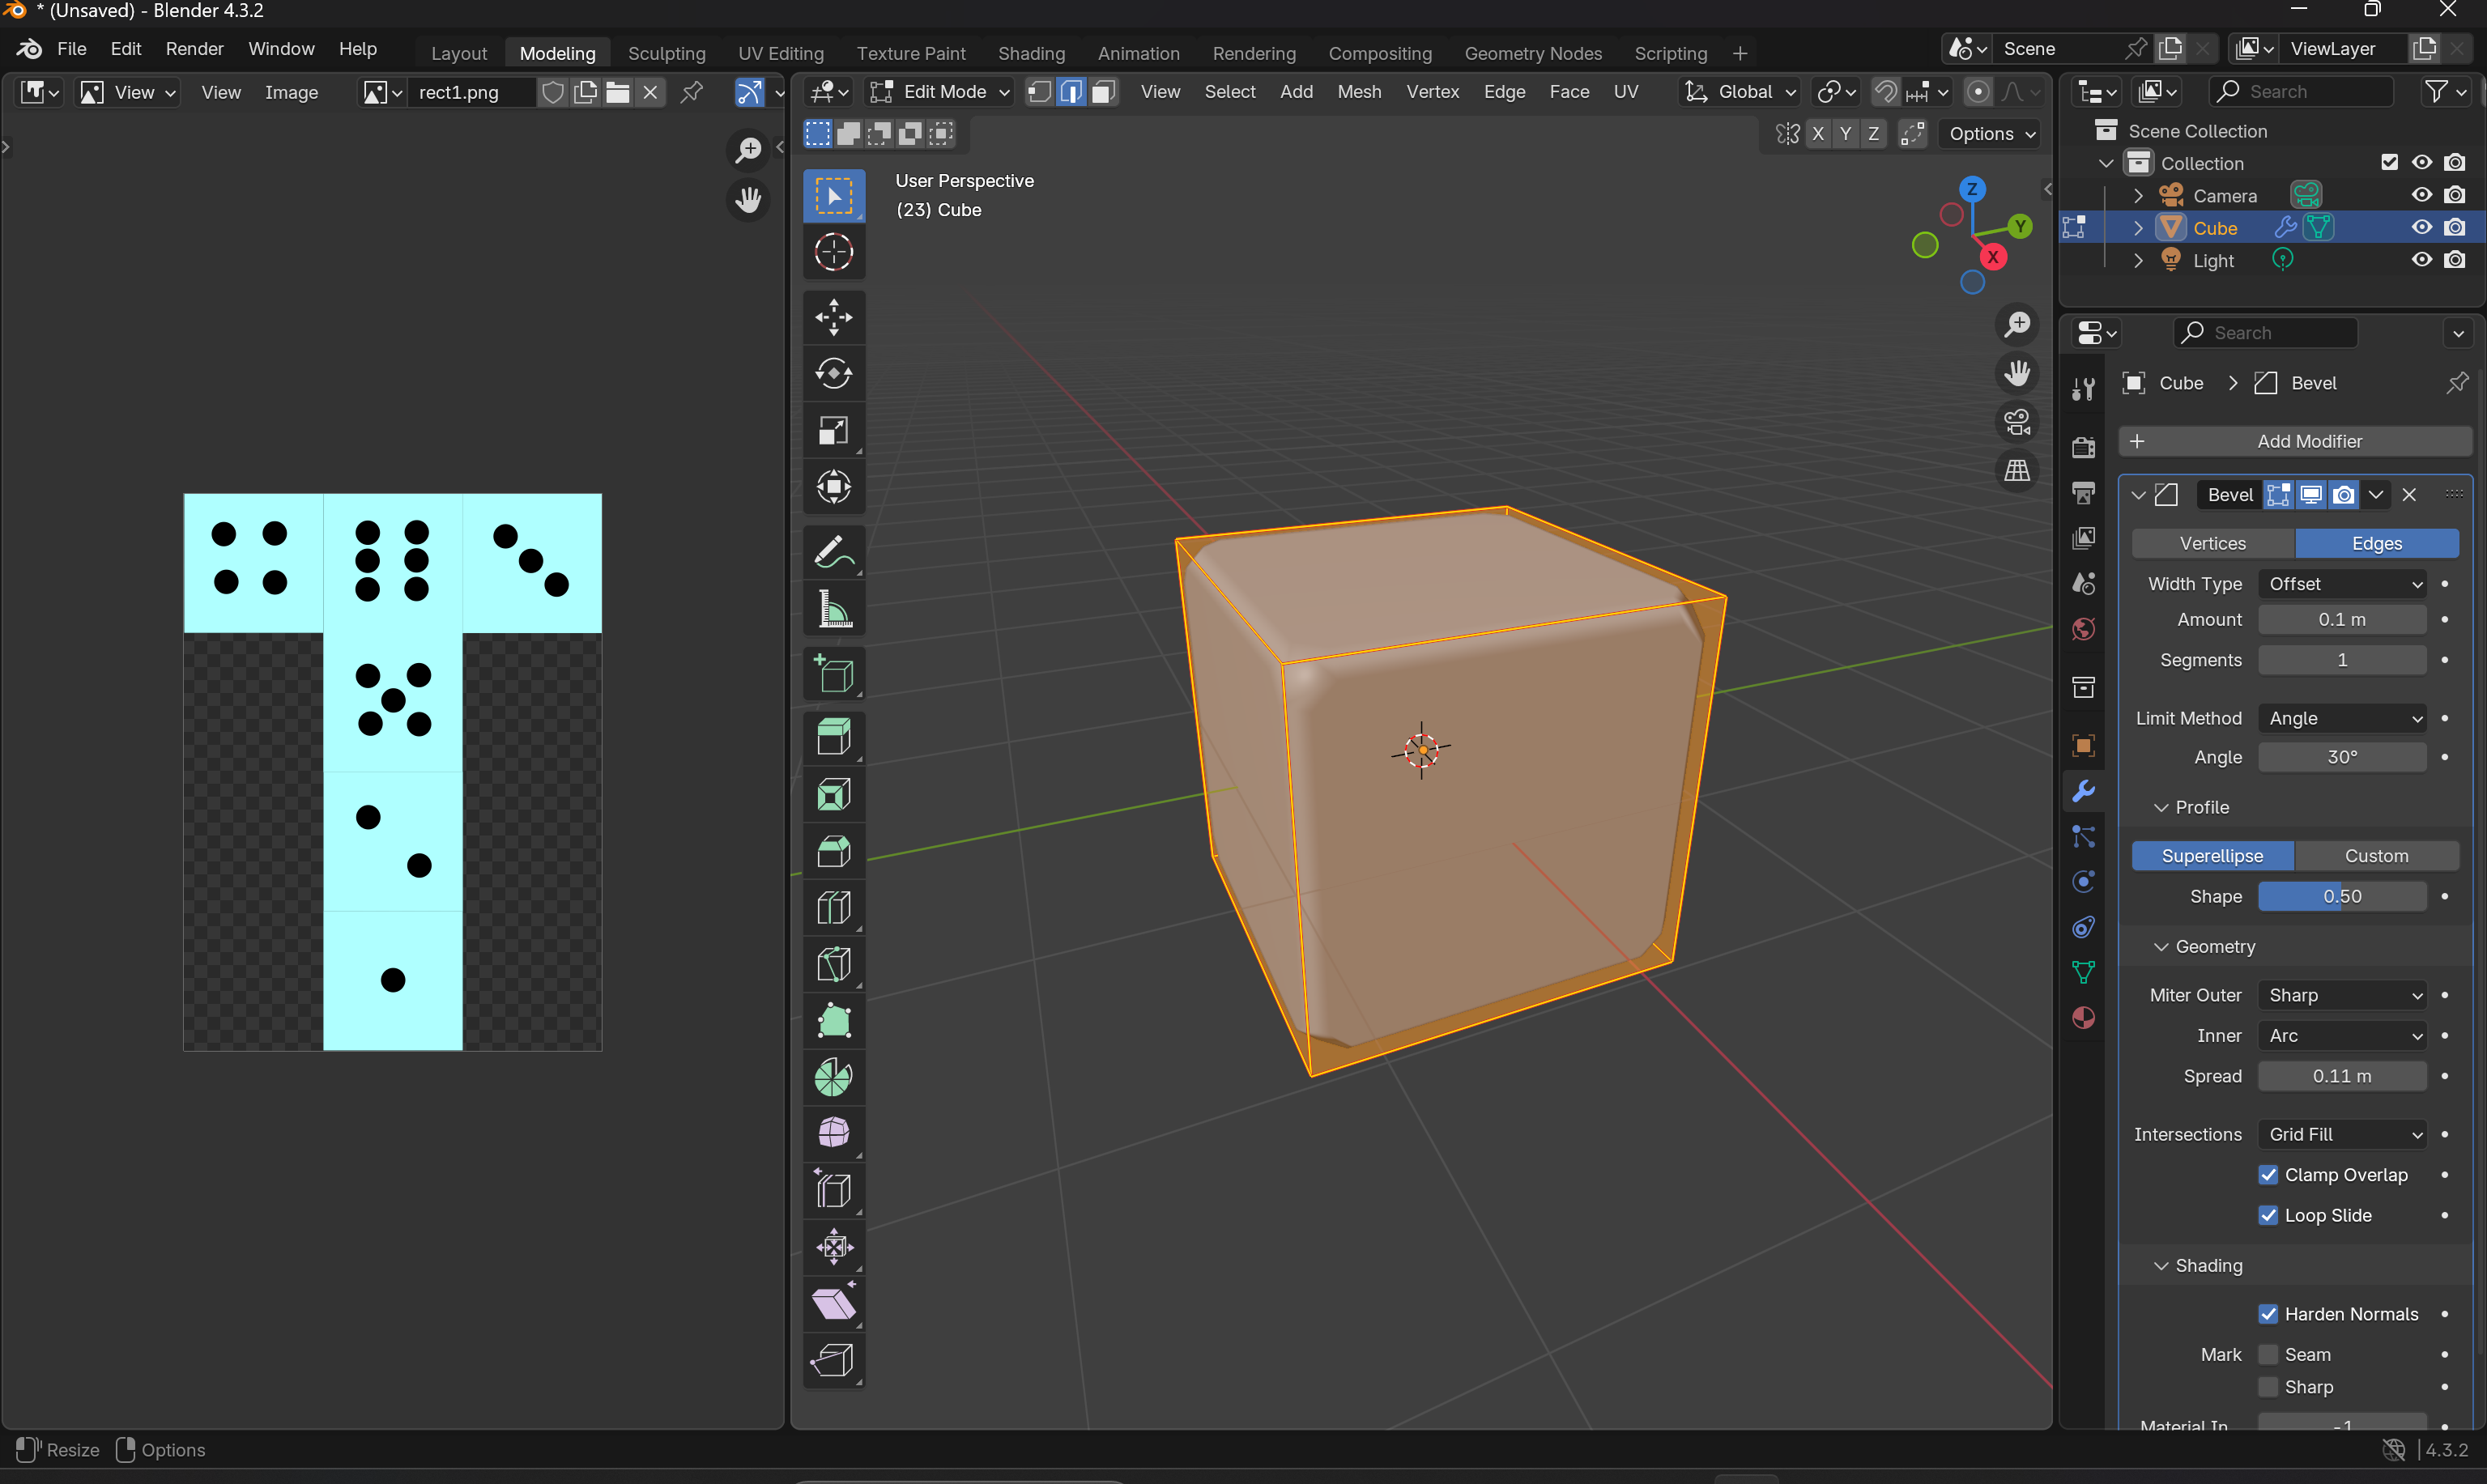 * (Unsaved) - Blender 4.3.2
File Edit Render Window Help Layout Modeling Sculpting UV Editing Texture Paint Shading Animation Rendering Compositing Geometry Nodes Scripting + Scene ViewLayer
View View Image rect1.png Edit Mode View Select Add Mesh Vertex Edge Face UV Global Search
X Y Z Options
User Perspective
(23) Cube
Z
Y
X
Scene Collection
Collection
Camera
Cube
Light
Search
Cube > Bevel
+ Add Modifier
Bevel
Vertices Edges
Width Type Offset
Amount 0.1 m
Segments 1
Limit Method Angle
Angle 30°
Profile
Superellipse Custom
Shape 0.50
Geometry
Miter Outer Sharp
Inner Arc
Spread 0.11 m
Intersections Grid Fill
Clamp Overlap
Loop Slide
Shading
Harden Normals
Mark Seam
Sharp
Material In -1
Resize Options 4.3.2